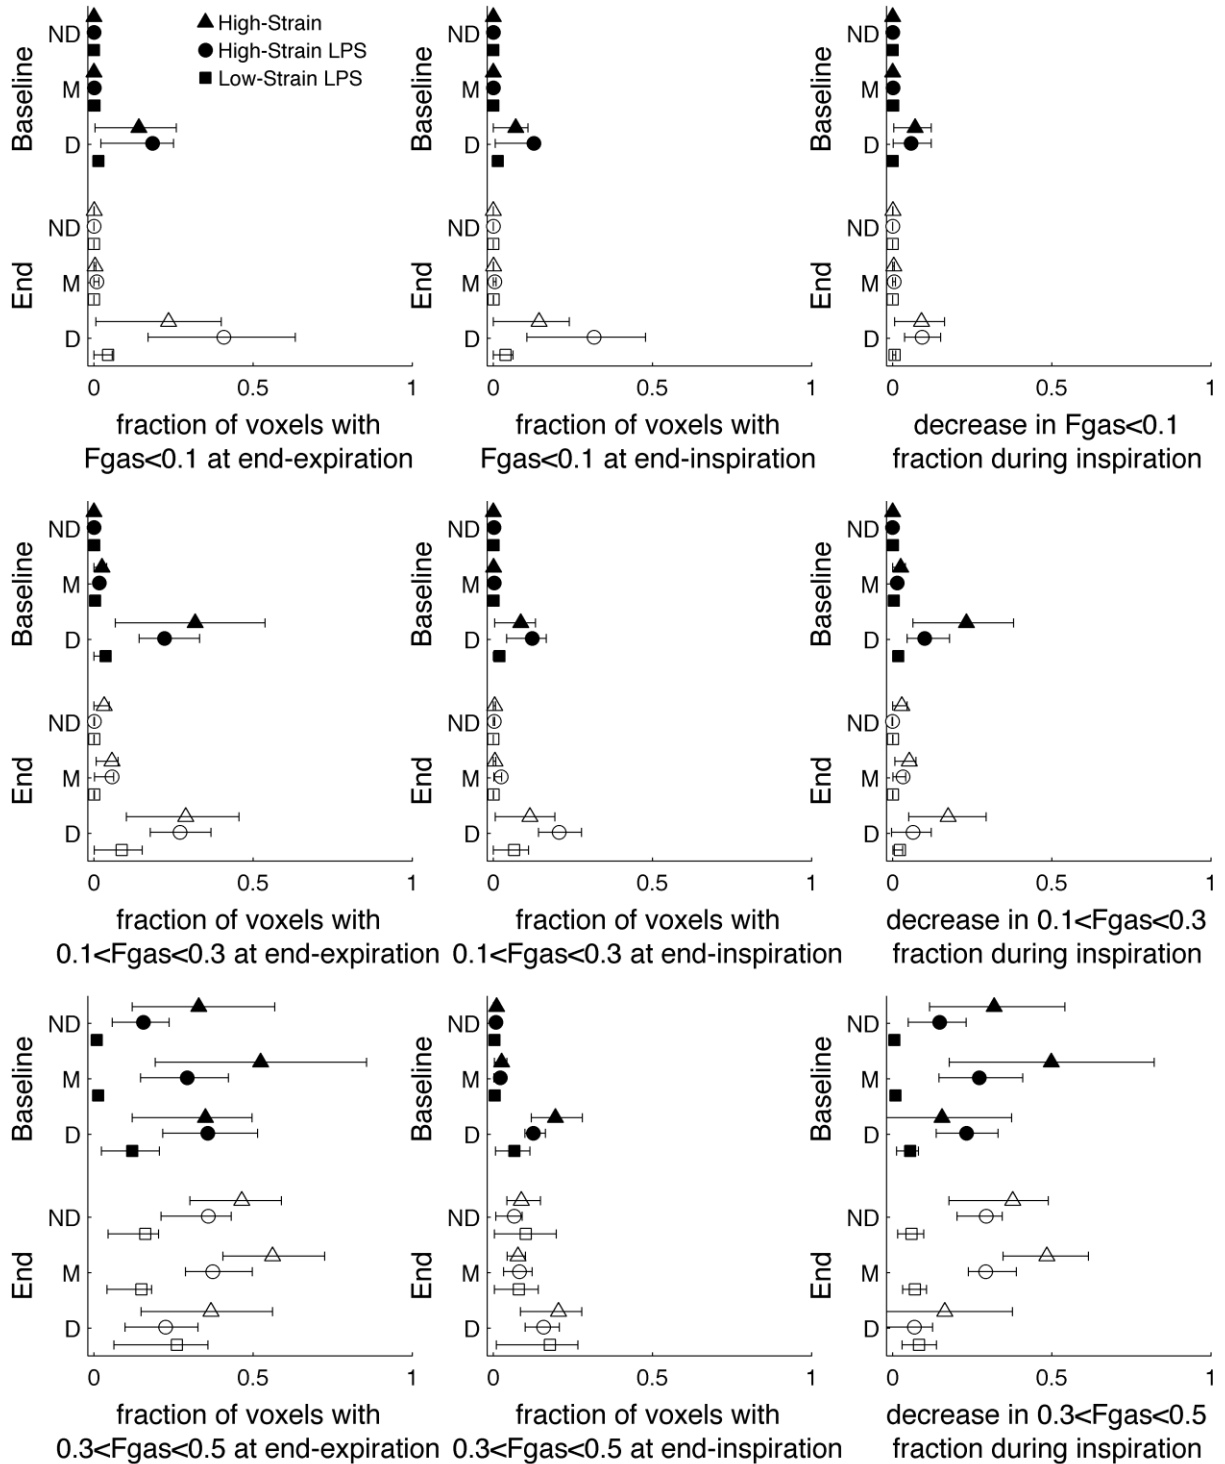 High-Strain
High-Strain LPS
Low-Strain LPS
Baseline
ND
M
D
End
ND
M
D
0 0.5 1
fraction of voxels with
Fgas<0.1 at end-expiration
Baseline
ND
M
D
End
ND
M
D
0 0.5 1
fraction of voxels with
Fgas<0.1 at end-inspiration
Baseline
ND
M
D
End
ND
M
D
0 0.5 1
decrease in Fgas<0.1
fraction during inspiration
Baseline
ND
M
D
End
ND
M
D
0 0.5 1
fraction of voxels with
0.1<Fgas<0.3 at end-expiration
Baseline
ND
M
D
End
ND
M
D
0 0.5 1
fraction of voxels with
0.1<Fgas<0.3 at end-inspiration
Baseline
ND
M
D
End
ND
M
D
0 0.5 1
decrease in 0.1<Fgas<0.3
fraction during inspiration
Baseline
ND
M
D
End
ND
M
D
0 0.5 1
fraction of voxels with
0.3<Fgas<0.5 at end-expiration
Baseline
ND
M
D
End
ND
M
D
0 0.5 1
fraction of voxels with
0.3<Fgas<0.5 at end-inspiration
Baseline
ND
M
D
End
ND
M
D
0 0.5 1
decrease in 0.3<Fgas<0.5
fraction during inspiration